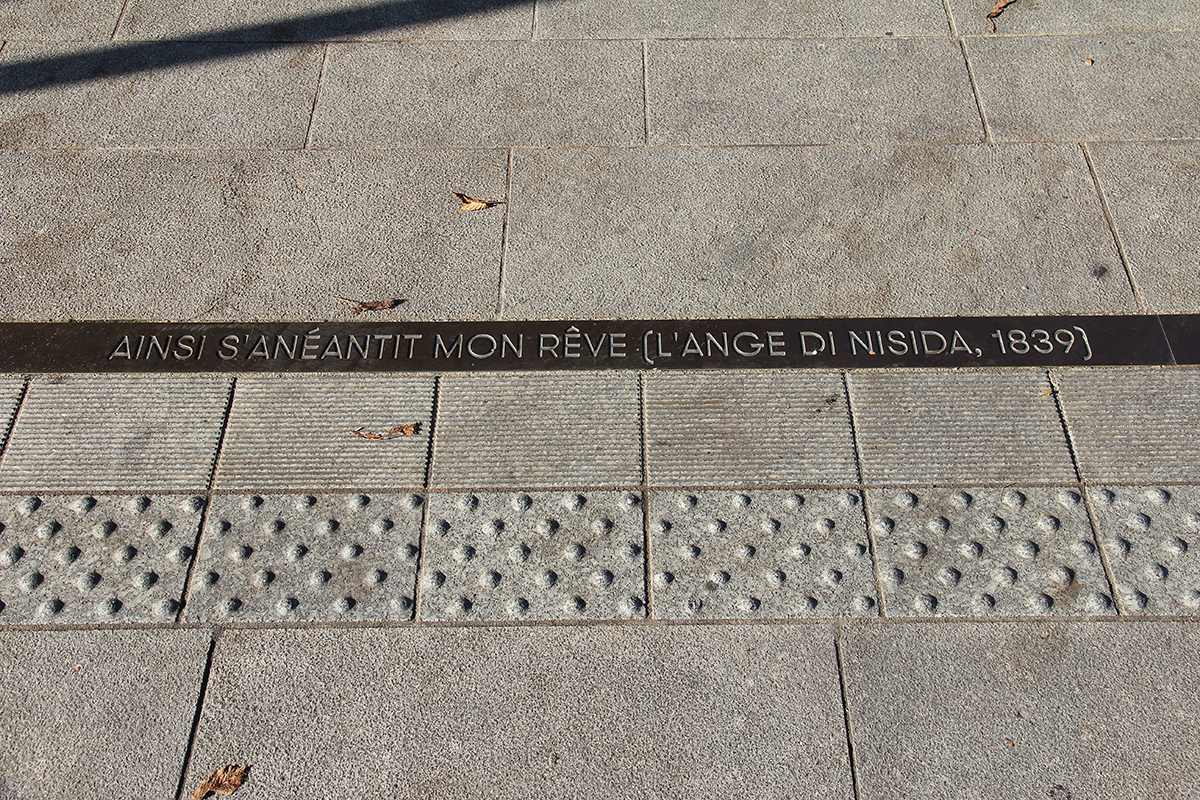 AINSI S'ANÉANTIT MON RÊVE (L'ANGE DI NISIDA, 1839)